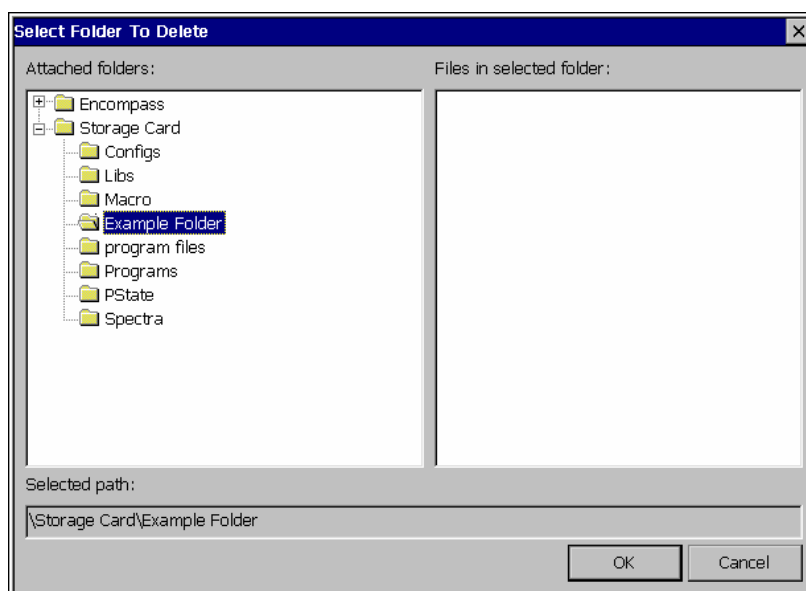 Select Folder To Delete
Attached folders:
Files in selected folder:
Encompass
Storage Card
Configs
Libs
Macro
Example Folder
program files
Programs
PState
Spectra
Selected path:
\Storage Card\Example Folder
OK
Cancel